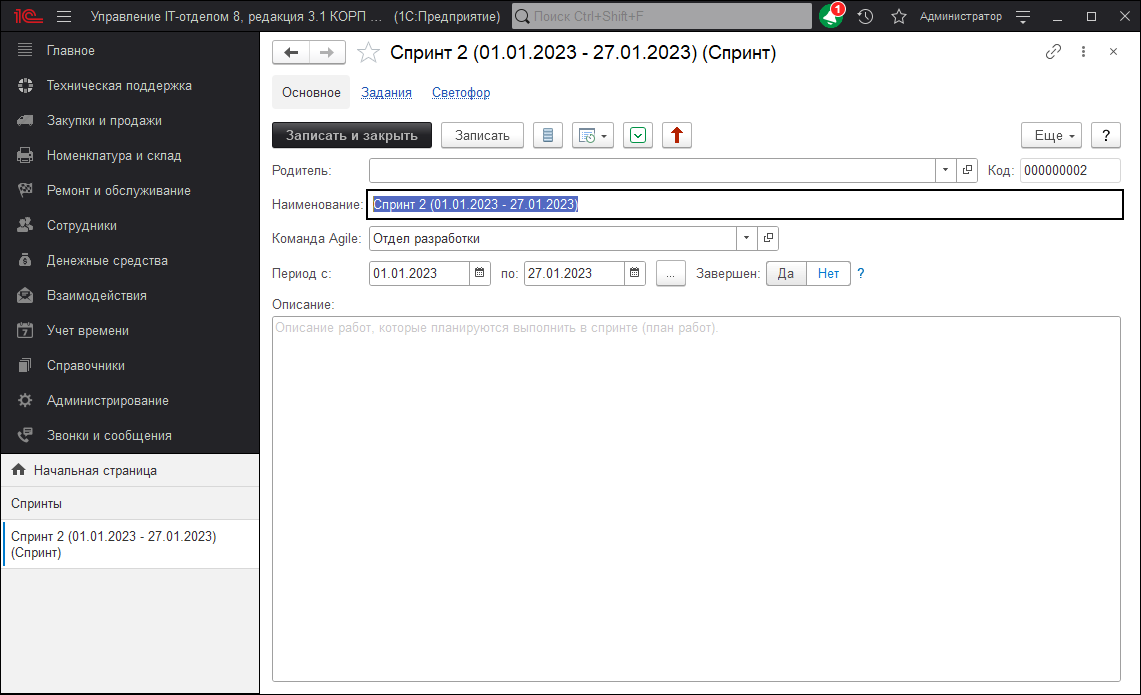 1С Управление IT-отделом 8, редакция 3.1 КОРП ... (1С:Предприятие) Поиск Ctrl+Shift+F 1 Администратор
Главное
Техническая поддержка
Закупки и продажи
Номенклатура и склад
Ремонт и обслуживание
Сотрудники
Денежные средства
Взаимодействия
7 Учет времени
Справочники
Администрирование
Звонки и сообщения
Начальная страница
Спринты
Спринт 2 (01.01.2023 - 27.01.2023)
(Спринт)
Спринт 2 (01.01.2023 - 27.01.2023) (Спринт)
Основное Задания Светофор
Записать и закрыть Записать Еще ?
Родитель: Код: 000000002
Наименование: Спринт 2 (01.01.2023 - 27.01.2023)
Команда Agile: Отдел разработки
Период с: 01.01.2023 по: 27.01.2023 ... Завершен: Да Нет ?
Описание:
Описание работ, которые планируются выполнить в спринте (план работ).